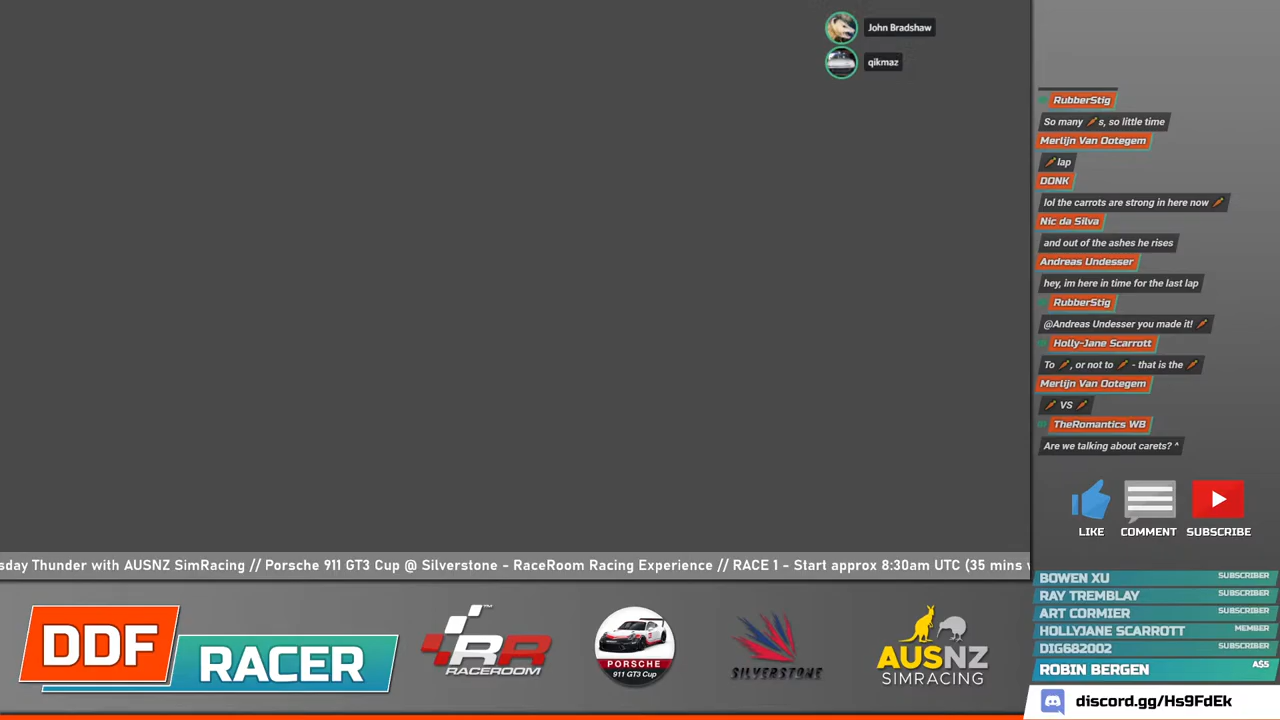 John Bradshaw
qikmaz
RubberStig
So many 🥕s, so little time
Merlijn Van Ootegem
🥕lap
DONK
lol the carrots are strong in here now 🥕
Nic da Silva
and out of the ashes he rises
Andreas Undesser
hey, im here in time for the last lap
RubberStig
@Andreas Undesser you made it! 🥕
Holly-Jane Scarrott
To 🥕, or not to 🥕 - that is the 🥕
Merlijn Van Ootegem
🥕 VS 🥕
TheRomantics WB
Are we talking about carets? ^
LIKE COMMENT SUBSCRIBE
sday Thunder with AUSNZ SimRacing // Porsche 911 GT3 Cup @ Silverstone - RaceRoom Racing Experience // RACE 1 - Start approx 8:30am UTC (35 mins
BOWEN XU SUBSCRIBER
RAY TREMBLAY SUBSCRIBER
ART CORMIER SUBSCRIBER
HOLLYJANE SCARROTT MEMBER
DIG682002 SUBSCRIBER
ROBIN BERGEN A$5
discord.gg/Hs9FdEk
DDF
RACER
RR
RACEROOM
PORSCHE
911 GT3 Cup
SILVERSTONE
AUSNZ
SIMRACING